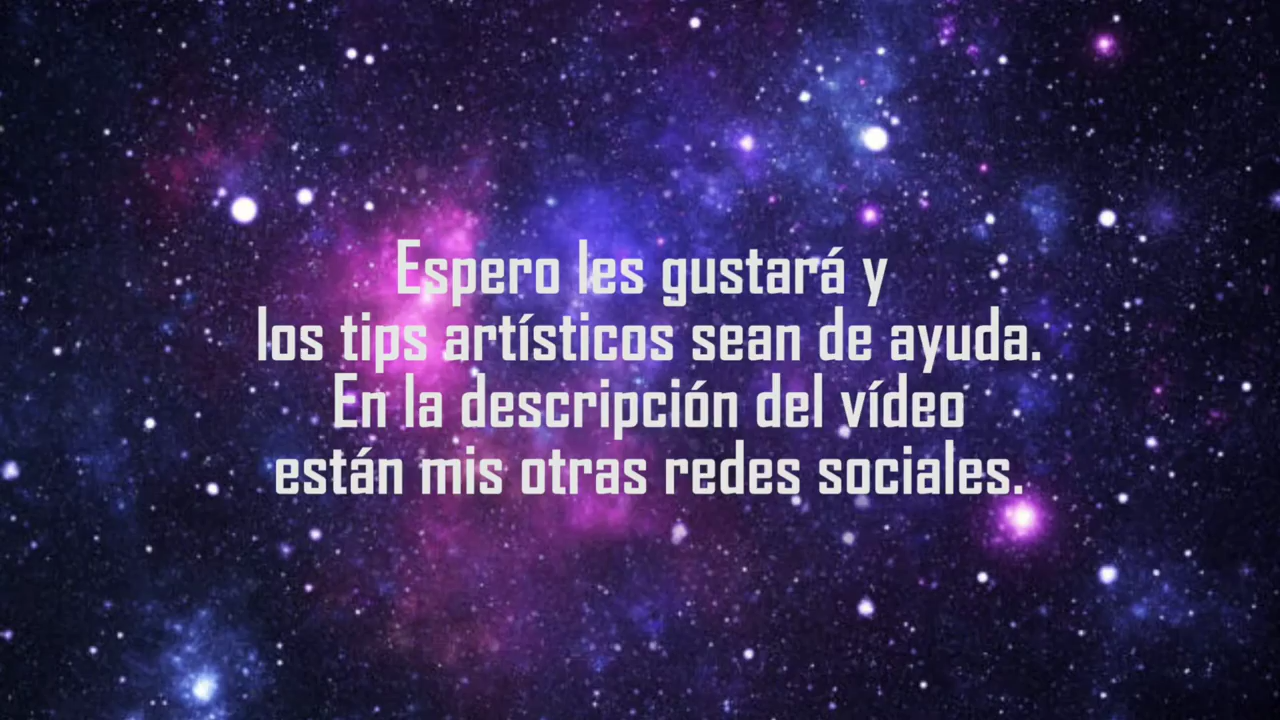 Espero les gustará y
los tips artísticos sean de ayuda.
En la descripción del vídeo
están mis otras redes sociales.